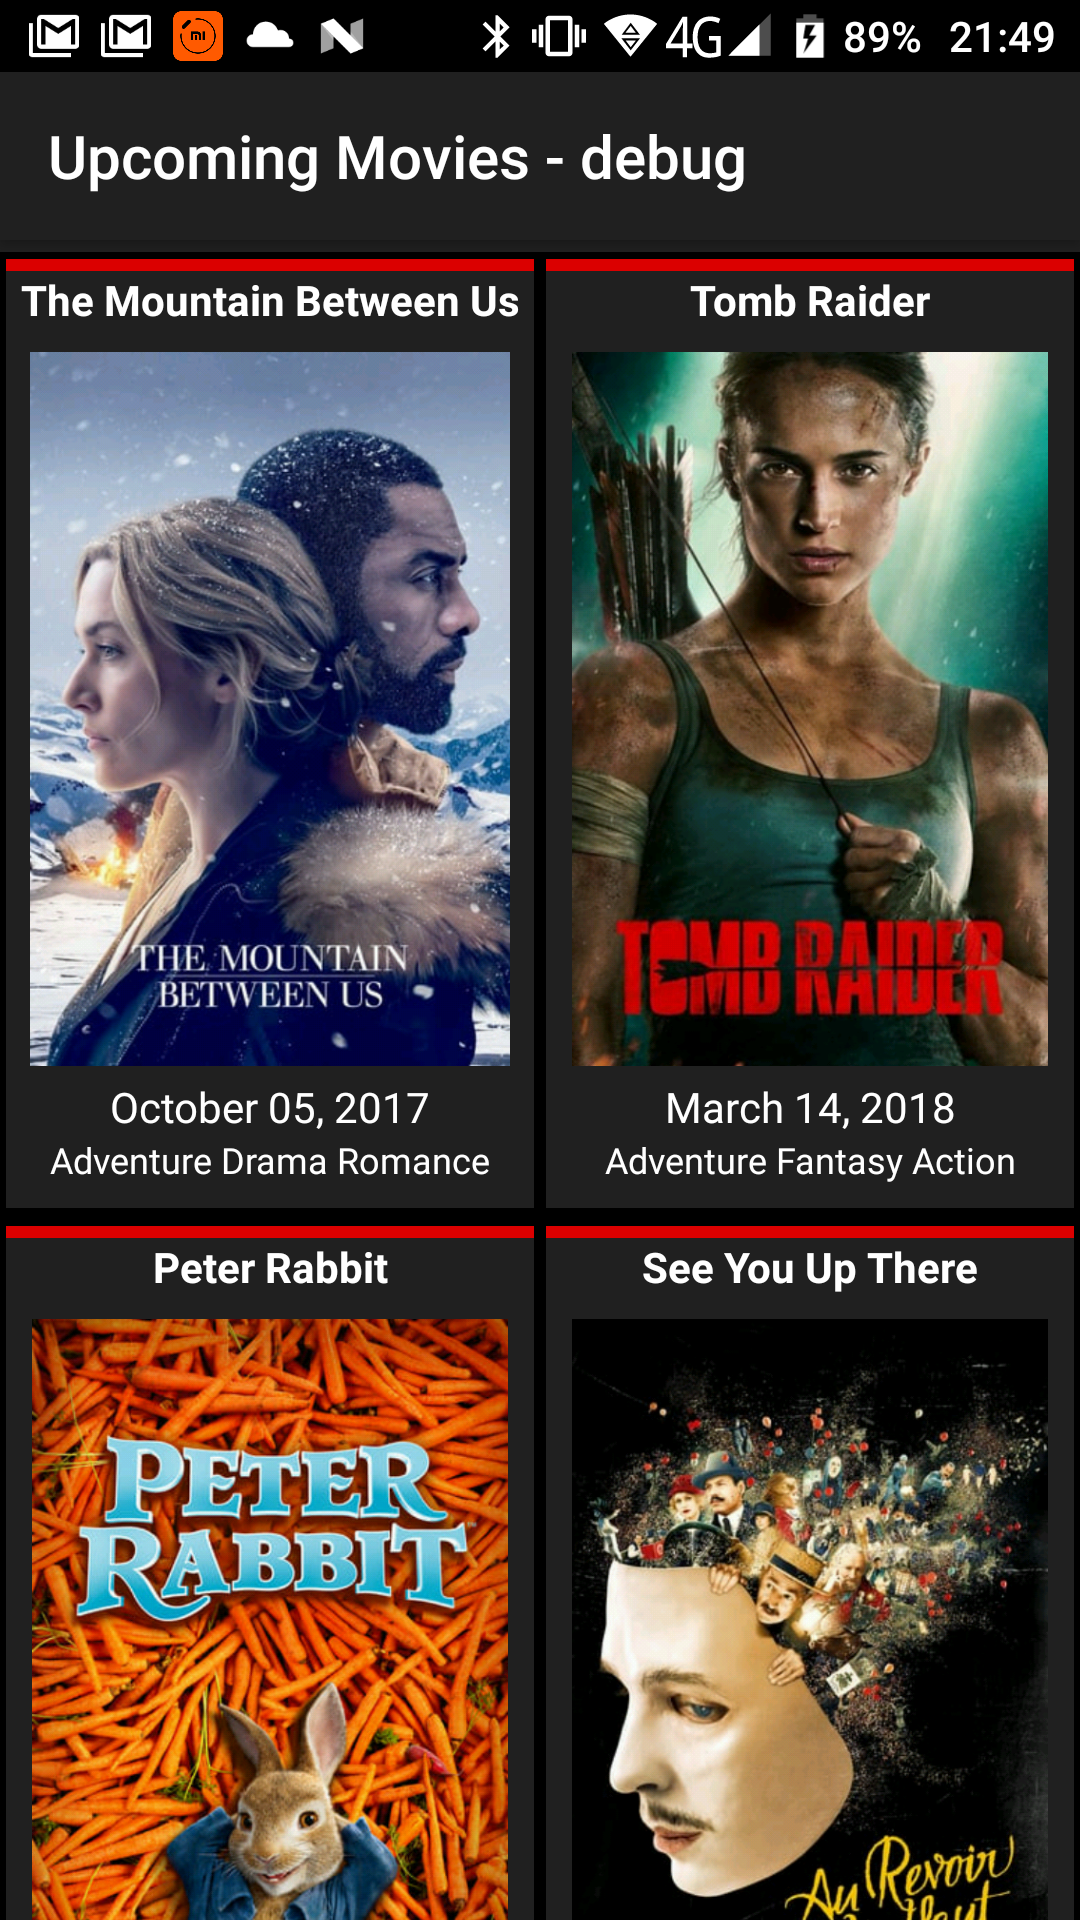 4G 89% 21:49
Upcoming Movies - debug
The Mountain Between Us
THE MOUNTAIN
BETWEEN US
October 05, 2017
Adventure Drama Romance
Tomb Raider
TOMB RAIDER
March 14, 2018
Adventure Fantasy Action
Peter Rabbit
PETER
RABBIT
See You Up There
Au Revoir